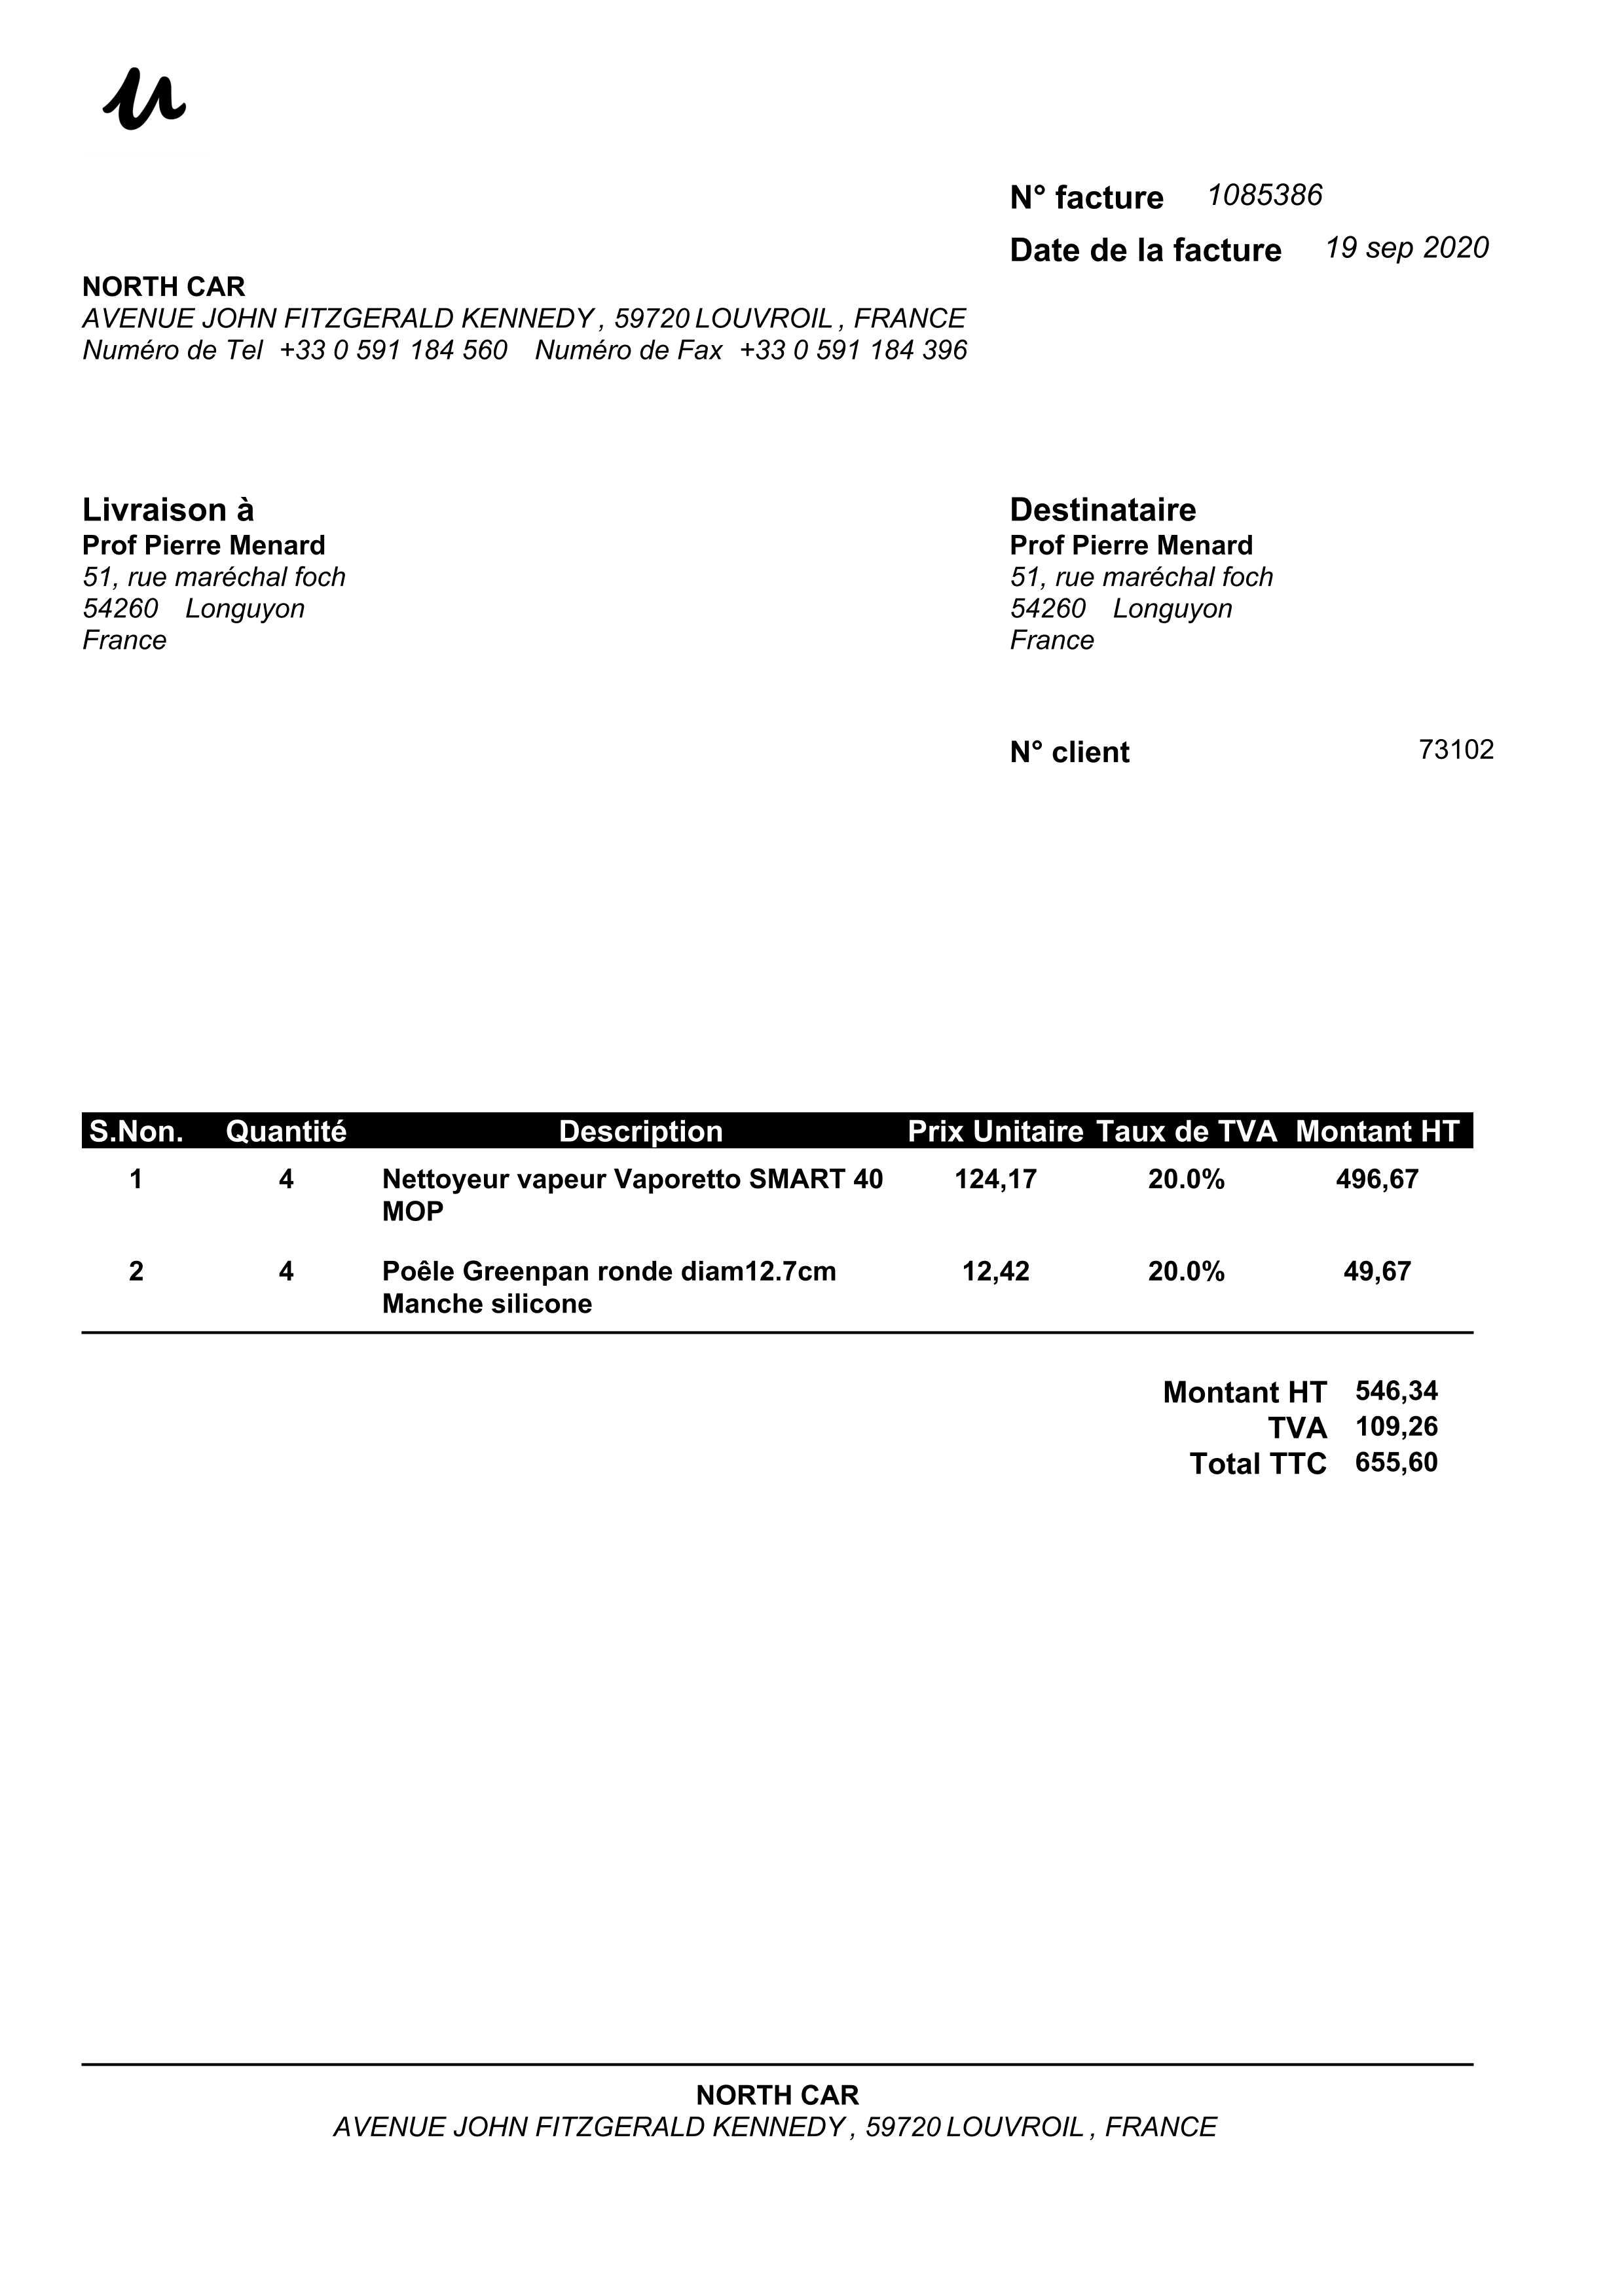 u
N° facture 1085386
Date de la facture 19 sep 2020
NORTH CAR
AVENUE JOHN FITZGERALD KENNEDY , 59720 LOUVROIL , FRANCE
Numéro de Tel +33 0 591 184 560 Numéro de Fax +33 0 591 184 396
Livraison à
Prof Pierre Menard
51, rue maréchal foch
54260 Longuyon
France
Destinataire
Prof Pierre Menard
51, rue maréchal foch
54260 Longuyon
France
N° client 73102
S.Non. Quantité Description Prix Unitaire Taux de TVA Montant HT
1 4 Nettoyeur vapeur Vaporetto SMART 40 124,17 20.0% 496,67
MOP
2 4 Poêle Greenpan ronde diam12.7cm 12,42 20.0% 49,67
Manche silicone
Montant HT 546,34
TVA 109,26
Total TTC 655,60
NORTH CAR
AVENUE JOHN FITZGERALD KENNEDY , 59720 LOUVROIL , FRANCE